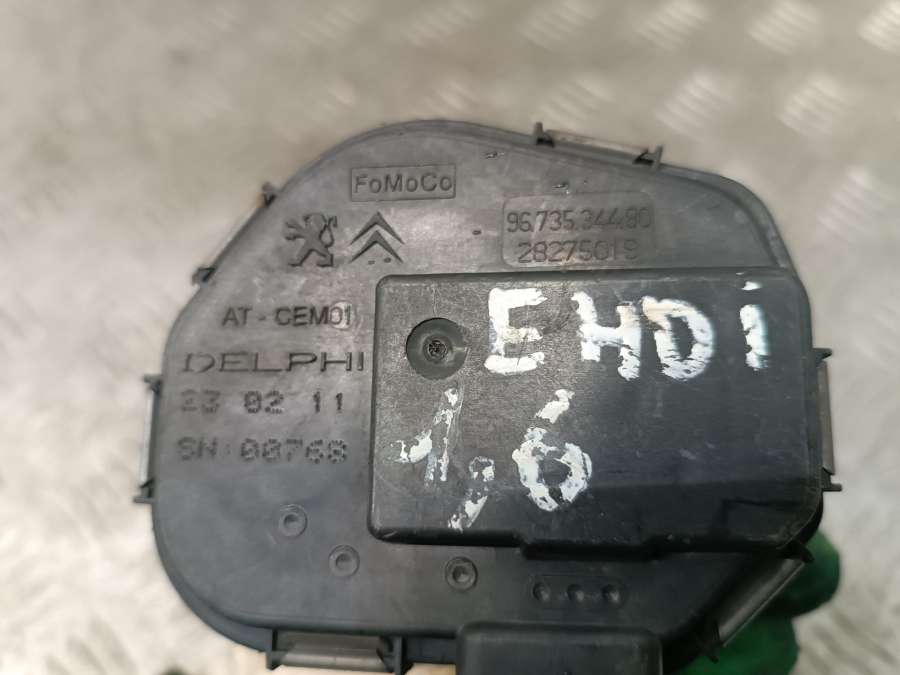 FoMoCo
96.735.344.80
28275019
AT - CEM01
DELPHI
23 02 11
SN:00768
EHDi
1,6